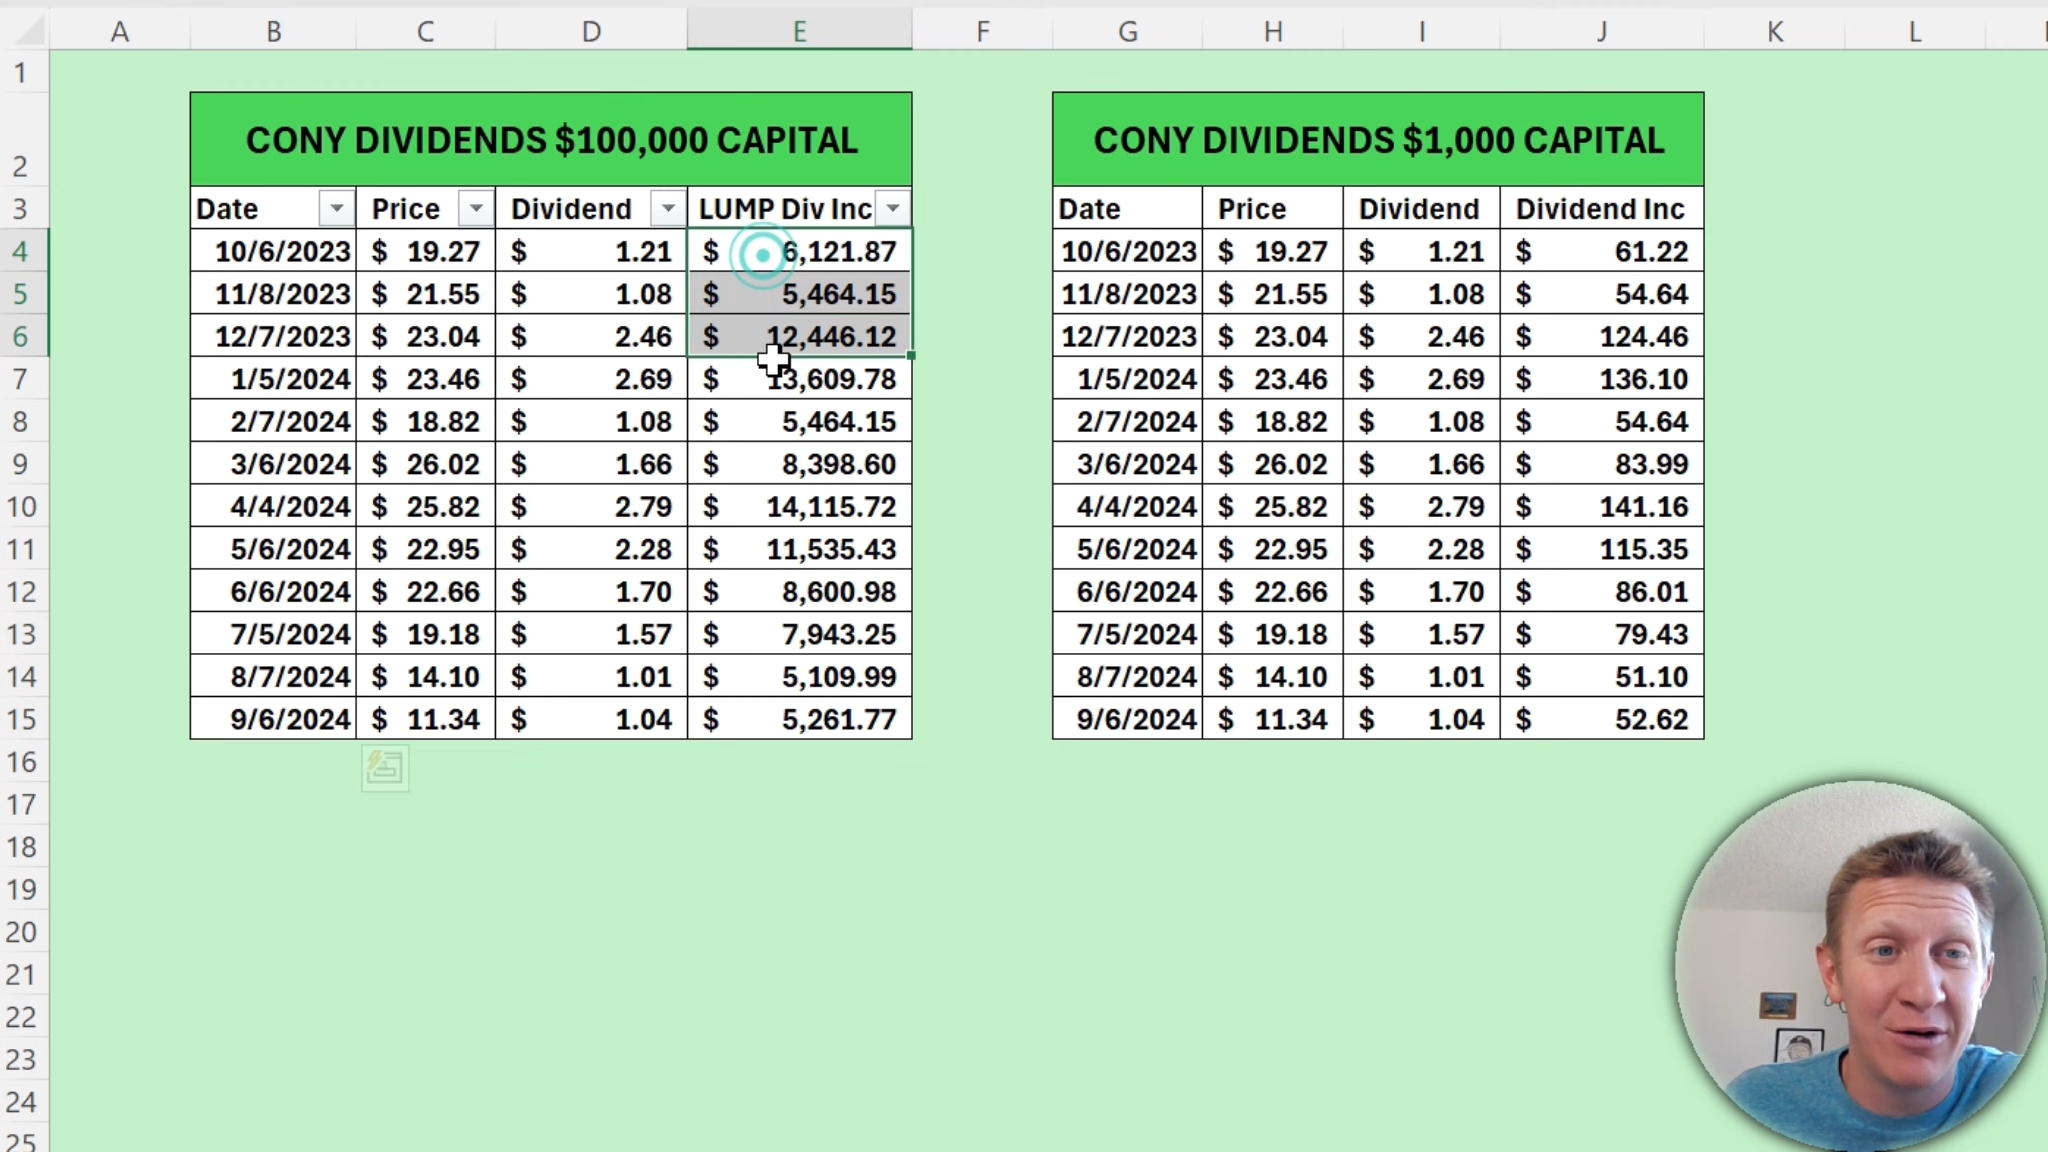 A B C D E F G H I J K L
1
2 CONY DIVIDENDS $100,000 CAPITAL CONY DIVIDENDS $1,000 CAPITAL
3 Date Price Dividend LUMP Div Inc Date Price Dividend Dividend Inc
4 10/6/2023 $ 19.27 $ 1.21 $ 6,121.87 10/6/2023 $ 19.27 $ 1.21 $ 61.22
5 11/8/2023 $ 21.55 $ 1.08 $ 5,464.15 11/8/2023 $ 21.55 $ 1.08 $ 54.64
6 12/7/2023 $ 23.04 $ 2.46 $ 12,446.12 12/7/2023 $ 23.04 $ 2.46 $ 124.46
7 1/5/2024 $ 23.46 $ 2.69 $ 13,609.78 1/5/2024 $ 23.46 $ 2.69 $ 136.10
8 2/7/2024 $ 18.82 $ 1.08 $ 5,464.15 2/7/2024 $ 18.82 $ 1.08 $ 54.64
9 3/6/2024 $ 26.02 $ 1.66 $ 8,398.60 3/6/2024 $ 26.02 $ 1.66 $ 83.99
10 4/4/2024 $ 25.82 $ 2.79 $ 14,115.72 4/4/2024 $ 25.82 $ 2.79 $ 141.16
11 5/6/2024 $ 22.95 $ 2.28 $ 11,535.43 5/6/2024 $ 22.95 $ 2.28 $ 115.35
12 6/6/2024 $ 22.66 $ 1.70 $ 8,600.98 6/6/2024 $ 22.66 $ 1.70 $ 86.01
13 7/5/2024 $ 19.18 $ 1.57 $ 7,943.25 7/5/2024 $ 19.18 $ 1.57 $ 79.43
14 8/7/2024 $ 14.10 $ 1.01 $ 5,109.99 8/7/2024 $ 14.10 $ 1.01 $ 51.10
15 9/6/2024 $ 11.34 $ 1.04 $ 5,261.77 9/6/2024 $ 11.34 $ 1.04 $ 52.62
16
17
18
19
20
21
22
23
24
25